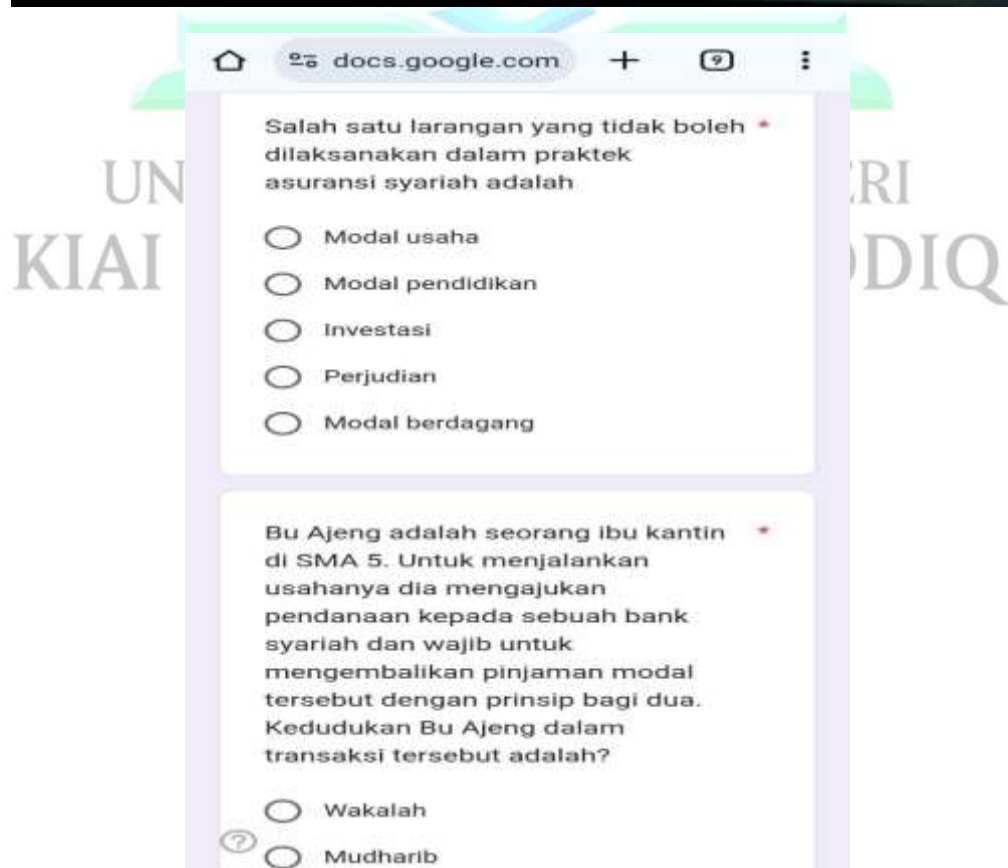 docs.google.com
9
Salah satu larangan yang tidak boleh *
dilaksanakan dalam praktek
asuransi syariah adalah
UN
RI
KIAI
DIQ
Modal usaha
Modal pendidikan
Investasi
Perjudian
Modal berdagang
Bu Ajeng adalah seorang ibu kantin *
di SMA 5. Untuk menjalankan
usahanya dia mengajukan
pendanaan kepada sebuah bank
syariah dan wajib untuk
mengembalikan pinjaman modal
tersebut dengan prinsip bagi dua.
Kedudukan Bu Ajeng dalam
transaksi tersebut adalah?
Wakalah
?
Mudharib